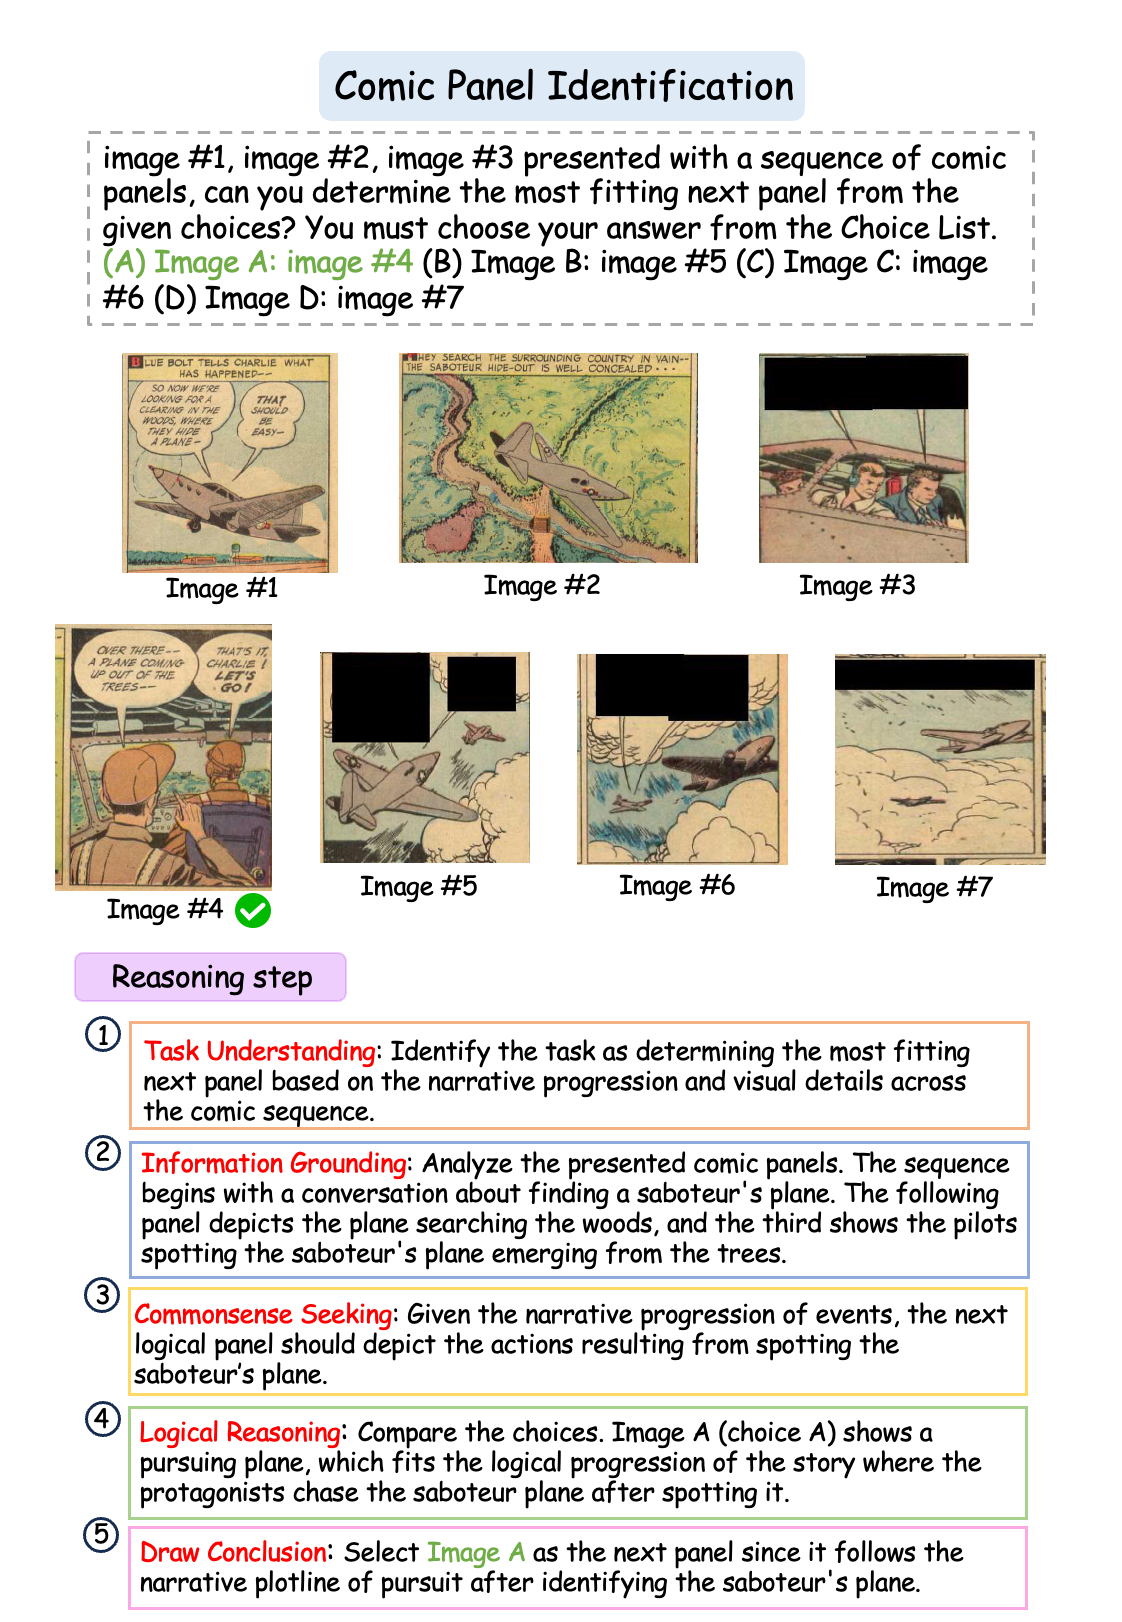 Comic Panel Identification
image #1, image #2, image #3 presented with a sequence of comic
panels, can you determine the most fitting next panel from the
given choices? You must choose your answer from the Choice List.
(A) Image A: image #4 (B) Image B: image #5 (C) Image C: image
#6 (D) Image D: image #7
BLUE BOLT TELLS CHARLIE WHAT
HAS HAPPENED--
SO NOW WE'RE
LOOKING FOR A
CLEARING IN THE
WOODS, WHERE
THEY HIDE
A PLANE-
THAT
SHOULD
BE
EASY-
THEY SEARCH THE SURROUNDING COUNTRY IN VAIN--
THE SABOTEUR HIDE-OUT IS WELL CONCEALED...
Image #1
Image #2
Image #3
OVER THERE--
A PLANE COMING
UP OUT OF THE
TREES--
THAT'S IT,
CHARLIE!
LET'S
GO!
Image #4
Image #5
Image #6
Image #7
Reasoning step
1
Task Understanding: Identify the task as determining the most fitting
next panel based on the narrative progression and visual details across
the comic sequence.
2
Information Grounding: Analyze the presented comic panels. The sequence
begins with a conversation about finding a saboteur's plane. The following
panel depicts the plane searching the woods, and the third shows the pilots
spotting the saboteur's plane emerging from the trees.
3
Commonsense Seeking: Given the narrative progression of events, the next
logical panel should depict the actions resulting from spotting the
saboteur's plane.
4
Logical Reasoning: Compare the choices. Image A (choice A) shows a
pursuing plane, which fits the logical progression of the story where the
protagonists chase the saboteur plane after spotting it.
5
Draw Conclusion: Select Image A as the next panel since it follows the
narrative plotline of pursuit after identifying the saboteur's plane.